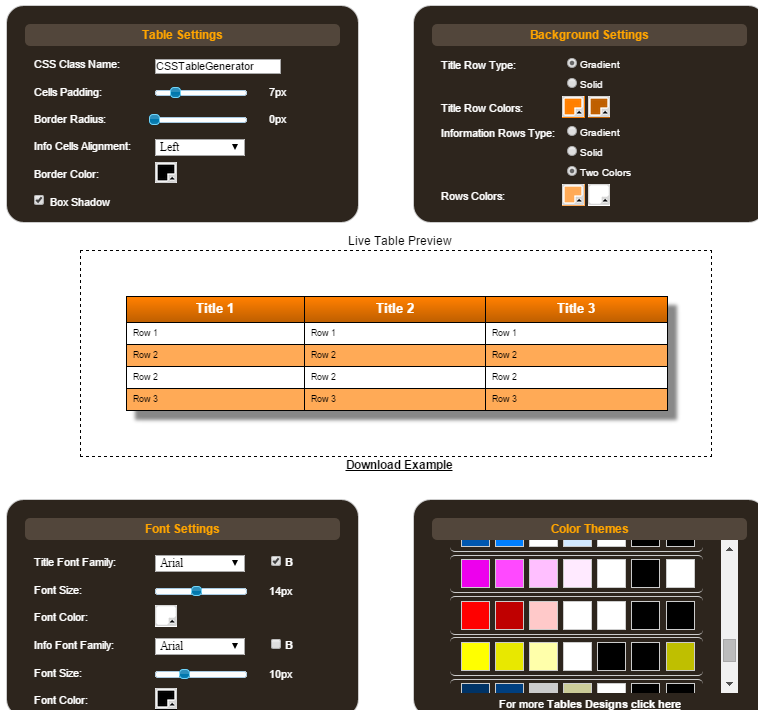 Table Settings
CSS Class Name: CSSTableGenerator
Cells Padding: 7px
Border Radius: 0px
Info Cells Alignment: Left
Border Color:
Box Shadow
Background Settings
Title Row Type: Gradient
Solid
Title Row Colors:
Information Rows Type: Gradient
Solid
Two Colors
Rows Colors:
Live Table Preview
Title 1 Title 2 Title 3
Row 1 Row 1 Row 1
Row 2 Row 2 Row 2
Row 2 Row 2 Row 2
Row 3 Row 3 Row 3
Download Example
Font Settings
Title Font Family: Arial B
Font Size: 14px
Font Color:
Info Font Family: Arial B
Font Size: 10px
Font Color:
Color Themes
For more Tables Designs click here